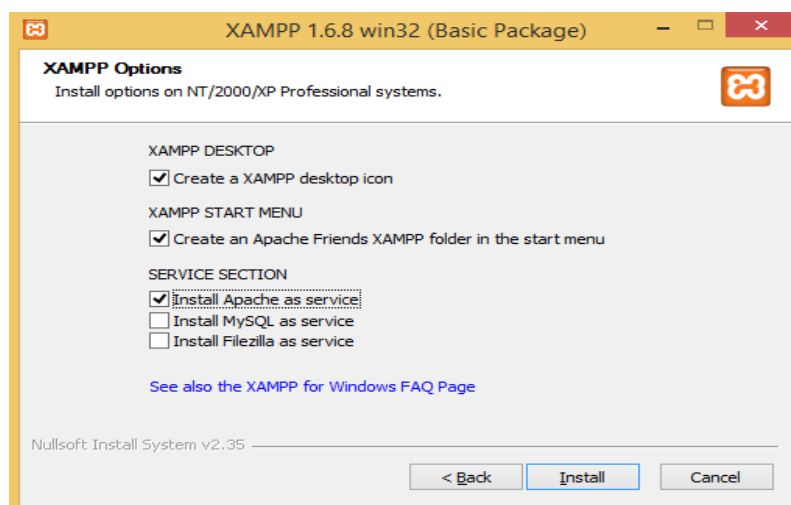 XAMPP 1.6.8 win32 (Basic Package)
XAMPP Options
Install options on NT/2000/XP Professional systems.
XAMPP DESKTOP
Create a XAMPP desktop icon
XAMPP START MENU
Create an Apache Friends XAMPP folder in the start menu
SERVICE SECTION
Install Apache as service
Install MySQL as service
Install Filezilla as service
See also the XAMPP for Windows FAQ Page
Nullsoft Install System v2.35
< Back Install Cancel